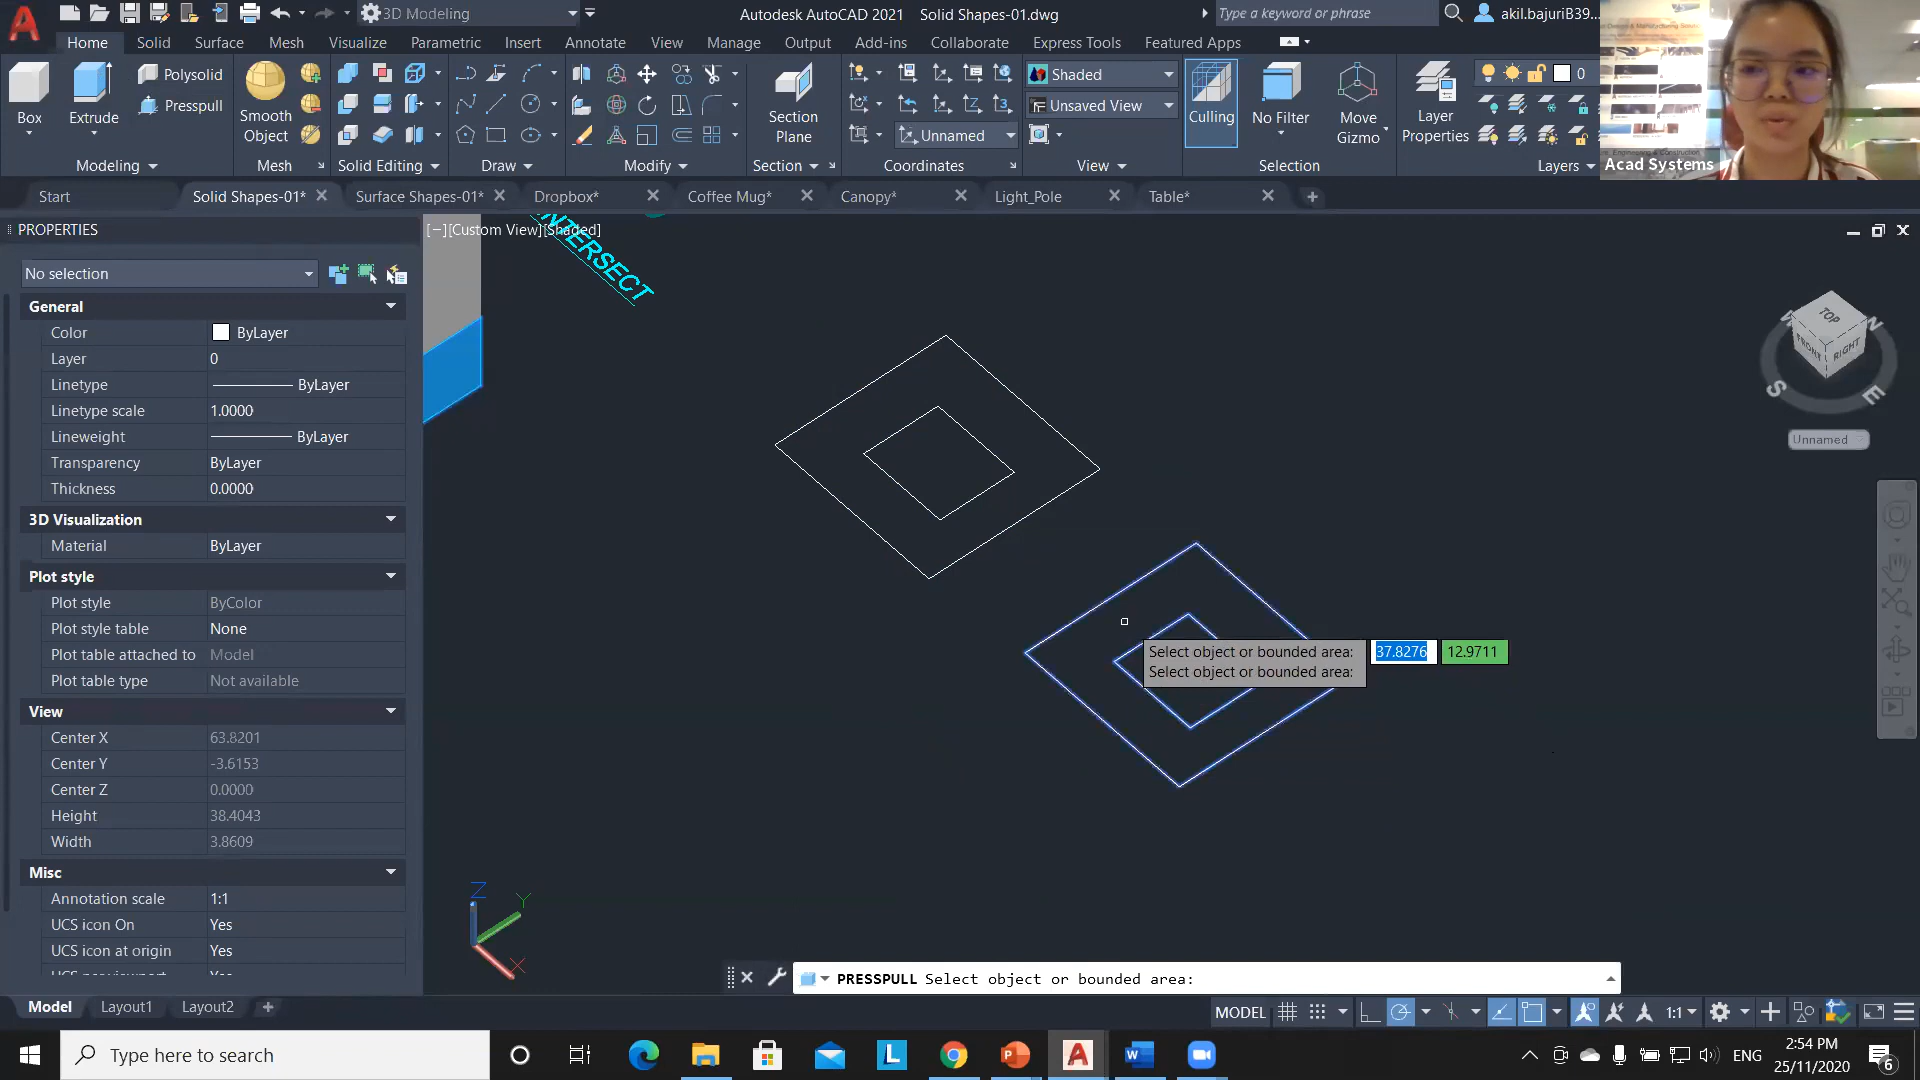 3D Modeling
Autodesk AutoCAD 2021 Solid Shapes-01.dwg
Type a keyword or phrase
akil.bajuriB39...
Home Solid Surface Mesh Visualize Parametric Insert Annotate View Manage Output Add-ins Collaborate Express Tools Featured Apps
Box
Extrude
Polysolid
Presspull
Smooth
Object
Section
Plane
Unnamed
Shaded
Unsaved View
Culling
No Filter
Move
Gizmo
Layer
Properties
0
Modeling Mesh Solid Editing Draw Modify Section Coordinates View Selection Layers
Acad Systems
Start Solid Shapes-01* Surface Shapes-01* Dropbox* Coffee Mug* Canopy* Light_Pole Table*
PROPERTIES
No selection
General
Color ByLayer
Layer 0
Linetype ByLayer
Linetype scale 1.0000
Lineweight ByLayer
Transparency ByLayer
Thickness 0.0000
3D Visualization
Material ByLayer
Plot style
Plot style ByColor
Plot style table None
Plot table attached to Model
Plot table type Not available
View
Center X 63.8201
Center Y -3.6153
Center Z 0.0000
Height 38.4043
Width 3.8609
Misc
Annotation scale 1:1
UCS icon On Yes
UCS icon at origin Yes
[−][Custom View][Shaded]
INTERSECT
TOP
FRONT
RIGHT
W
N
S
E
Unnamed
Select object or bounded area: 37.8276 12.9711
Select object or bounded area:
Z
Y
X
PRESSPULL Select object or bounded area:
Model Layout1 Layout2
MODEL
1:1
Type here to search
ENG
2:54 PM
25/11/2020
6